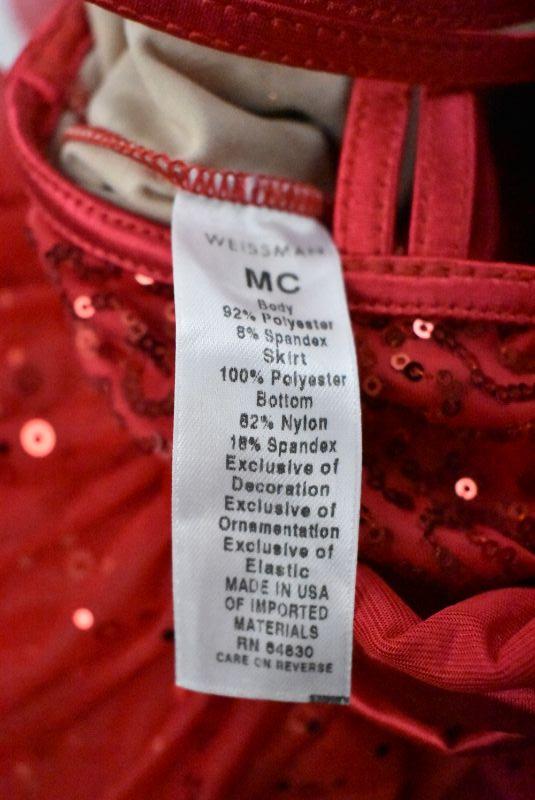 WEISSMAN
MC
Body
92% Polyester
8% Spandex
Skirt
100% Polyester
Bottom
82% Nylon
18% Spandex
Exclusive of
Decoration
Exclusive of
Ornamentation
Exclusive of
Elastic
MADE IN USA
OF IMPORTED
MATERIALS
RN 64830
CARE ON REVERSE